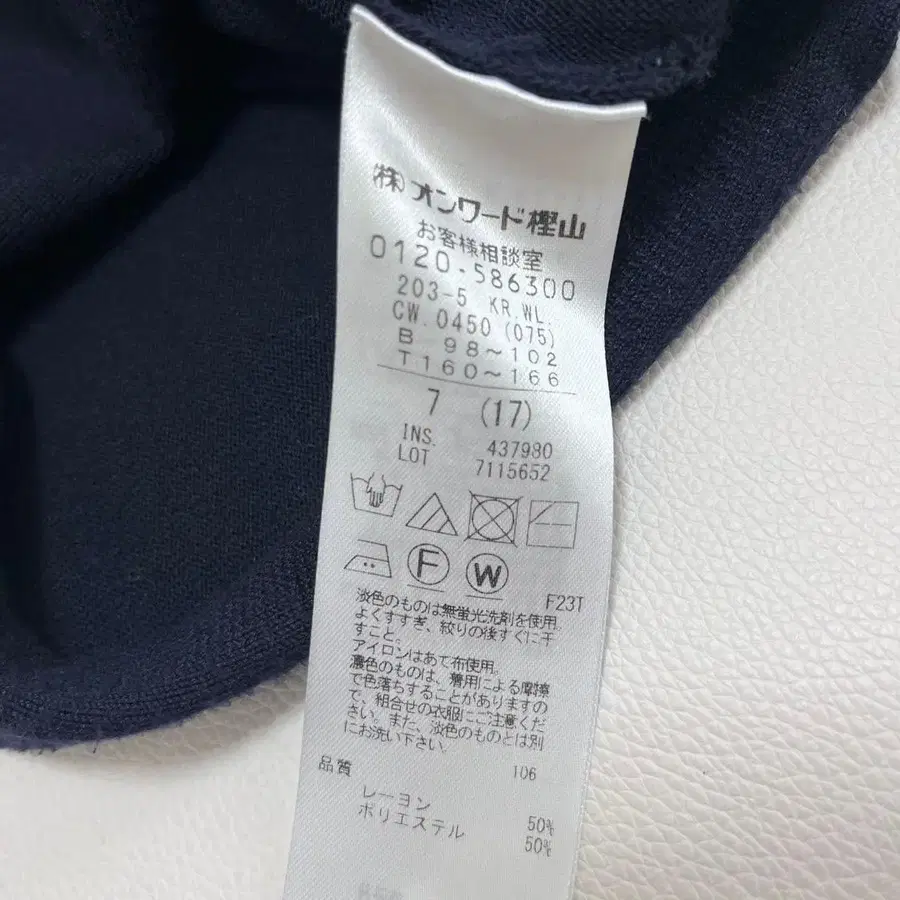 ㈱オンワード樫山
お客様相談室
0120-586300
203-5 KR.WL.
CW.0450 (075)
B 98～102
T160～166
7 (17)
INS. 437980
LOT 7115652
F W
F23T
淡色のものは無蛍光洗剤を使用。
よくすすぎ、絞りの後すぐに干
すこと。
アイロンはあて布使用。
濃色のものは、着用による摩擦
で色落ちすることがありますの
で、組合せの衣服にご注意くだ
さい。また、淡色のものとは別
にお洗い下さい。
品質 106
レーヨン 50%
ポリエステル 50%